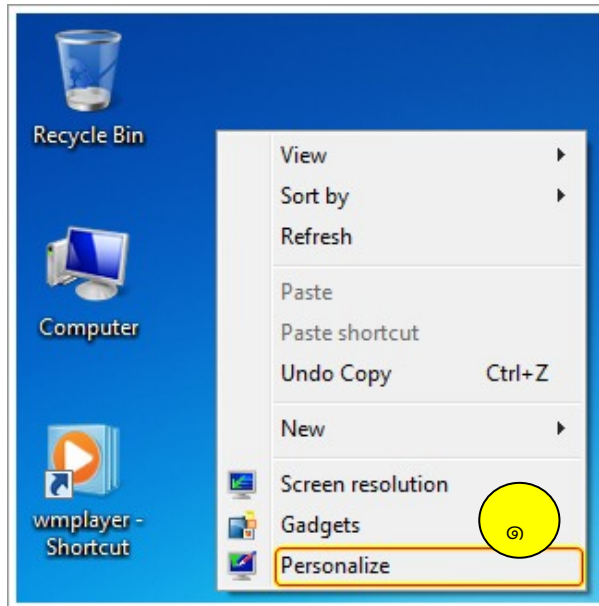 Recycle Bin
Computer
wmplayer -
Shortcut
View
Sort by
Refresh
Paste
Paste shortcut
Undo Copy Ctrl+Z
New
Screen resolution
Gadgets
๑
Personalize